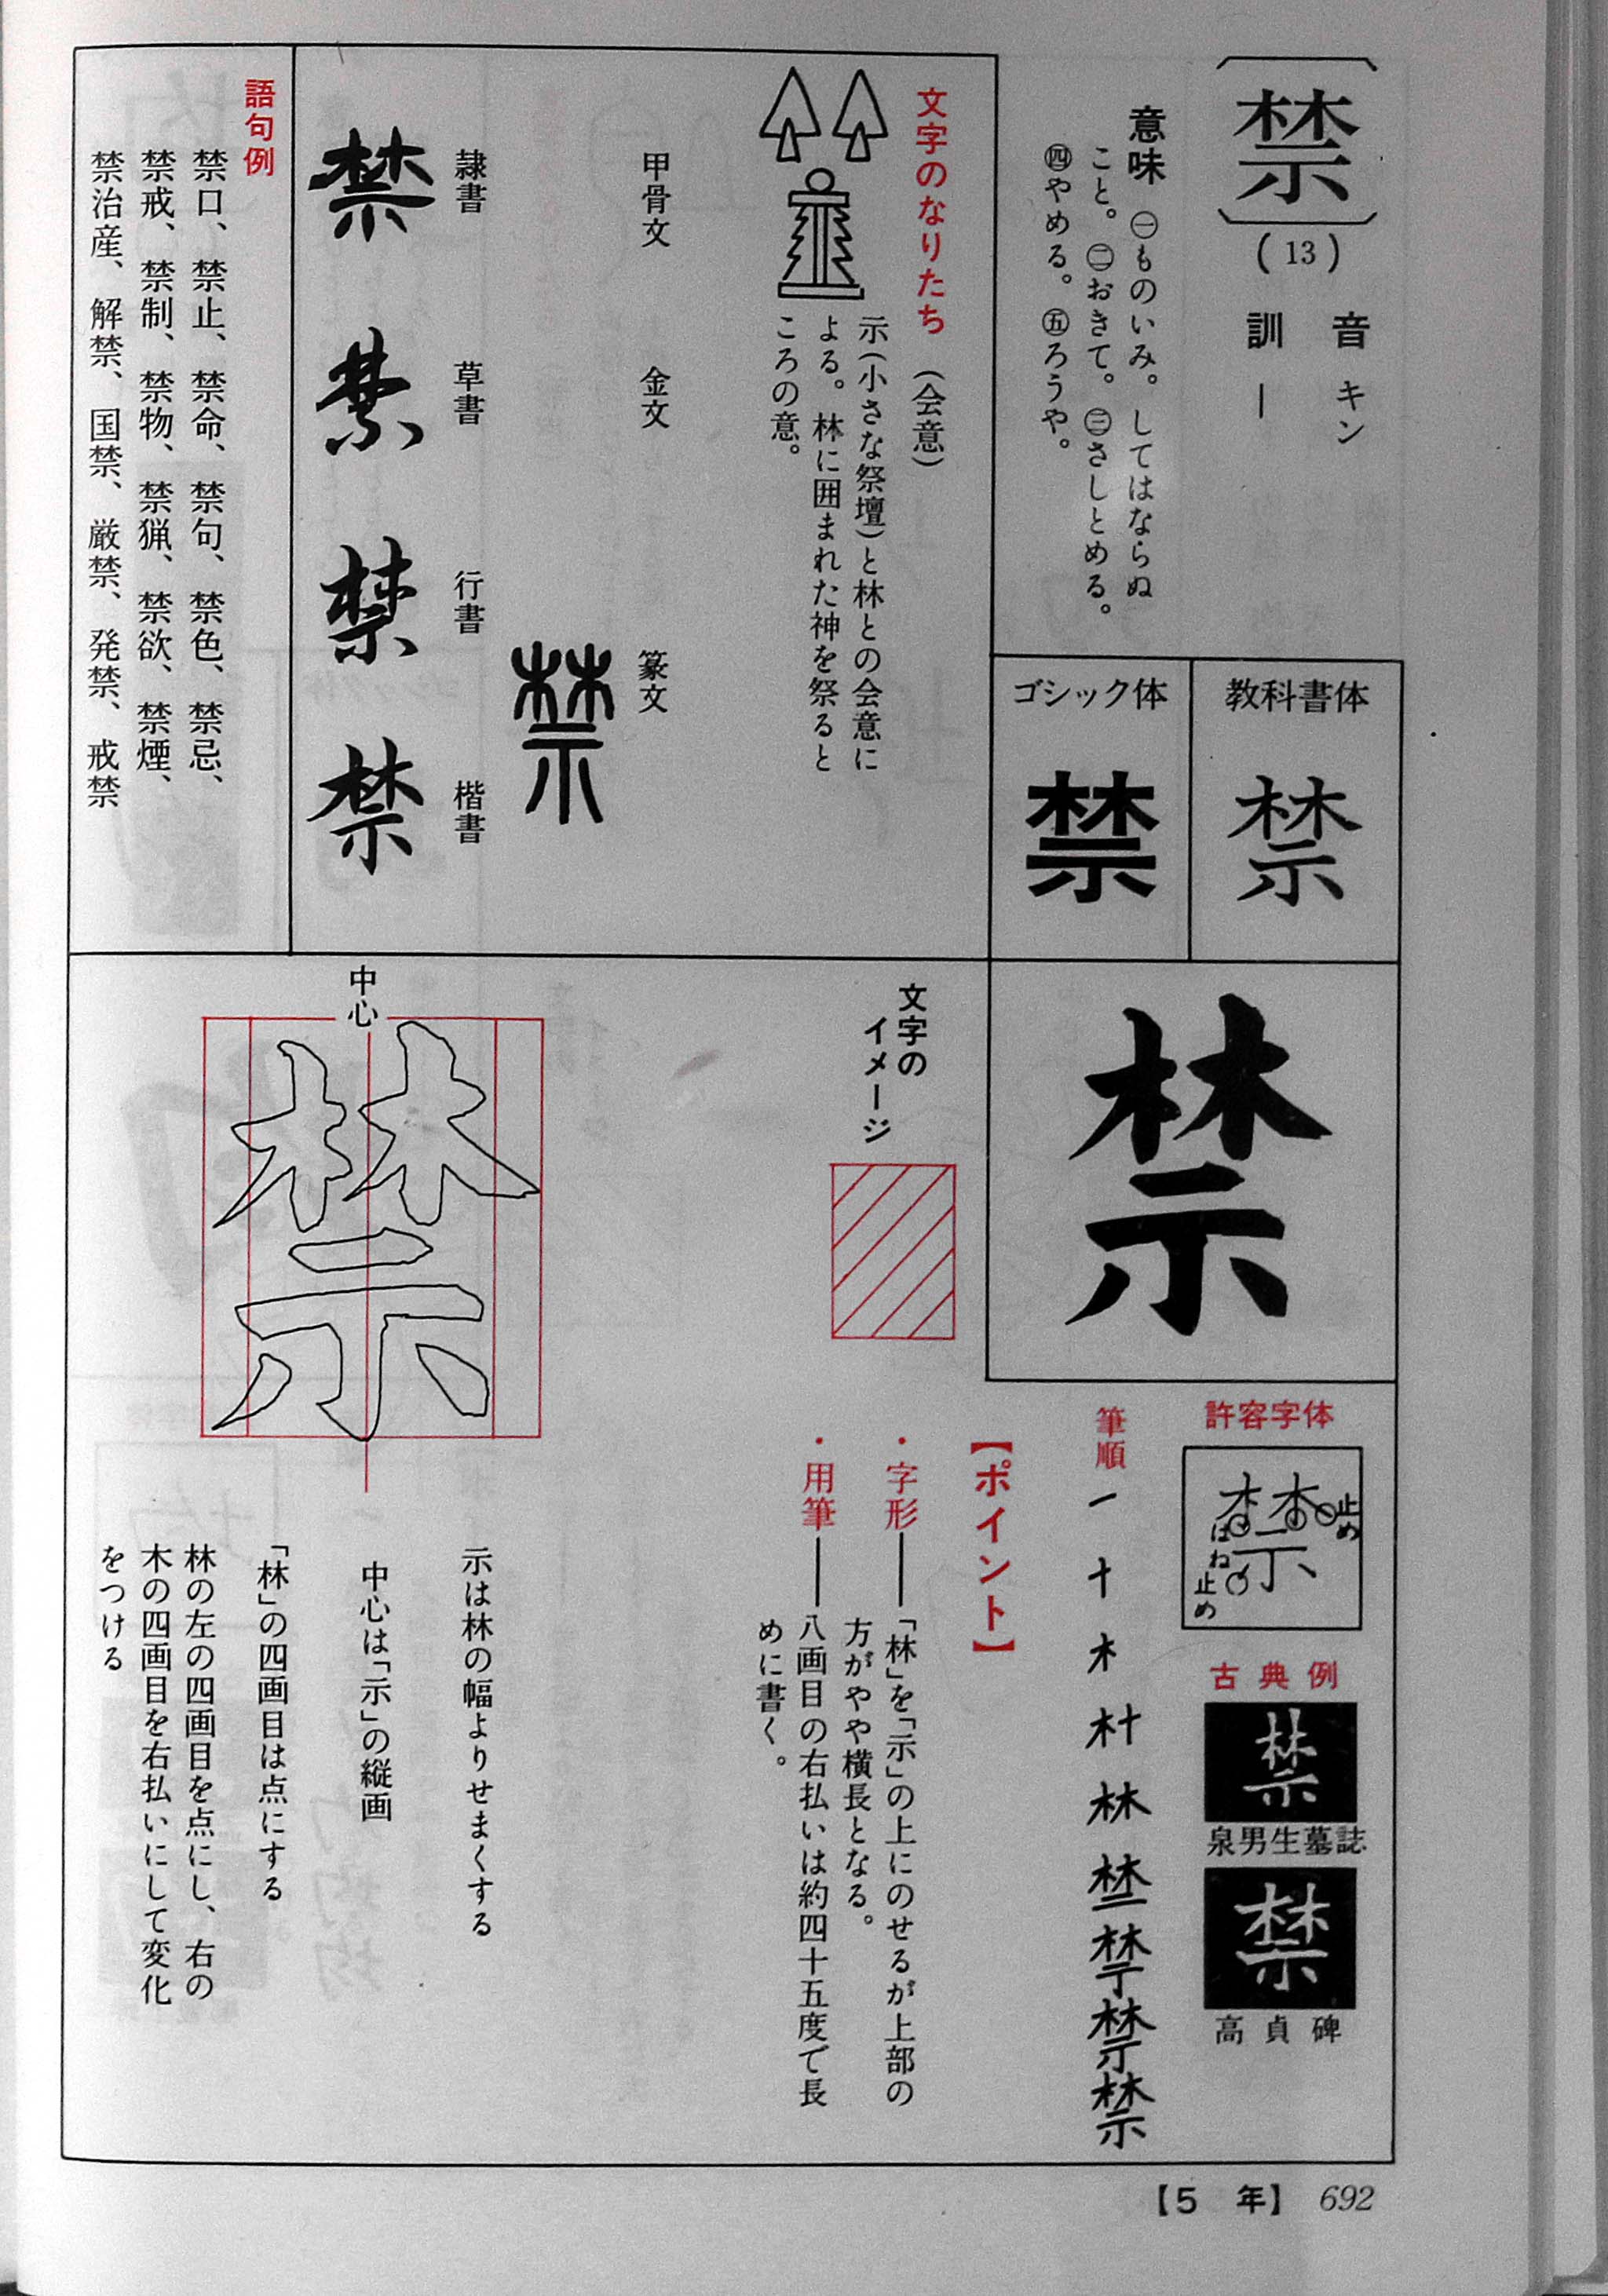 禁
(13)
音 キン
訓 ―
意味 ㊀ものいみ。してはならぬ
こと。㊁おきて。㊂さしとめる。
㊃やめる。㊄ろうや。
教科書体
禁
ゴシック体
禁
禁
文字のなりたち (会意)
示(小さな祭壇)と林との会意に
よる。林に囲まれた神を祭ると
ころの意。
甲骨文
金文
篆文
禁
隷書
禁
草書
禁
行書
禁
楷書
禁
語句例
禁口、禁止、禁命、禁句、禁色、禁忌、
禁戒、禁制、禁物、禁猟、禁欲、禁煙、
禁治産、解禁、国禁、厳禁、発禁、戒禁
許容字体
禁
止め
はね
止め
古典例
禁
泉男生墓誌
禁
高貞碑
筆順
一 十 木 村 林 埜 禁 禁 禁
【ポイント】
・字形―「林」を「示」の上にのせるが上部の
方がやや横長となる。
・用筆―八画目の右払いは約四十五度で長
めに書く。
文字の
イメージ
中心
禁
示は林の幅よりせまくする
中心は「示」の縦画
「林」の四画目は点にする
林の左の四画目を点にし、右の
木の四画目を右払いにして変化
をつける
【5 年】 692